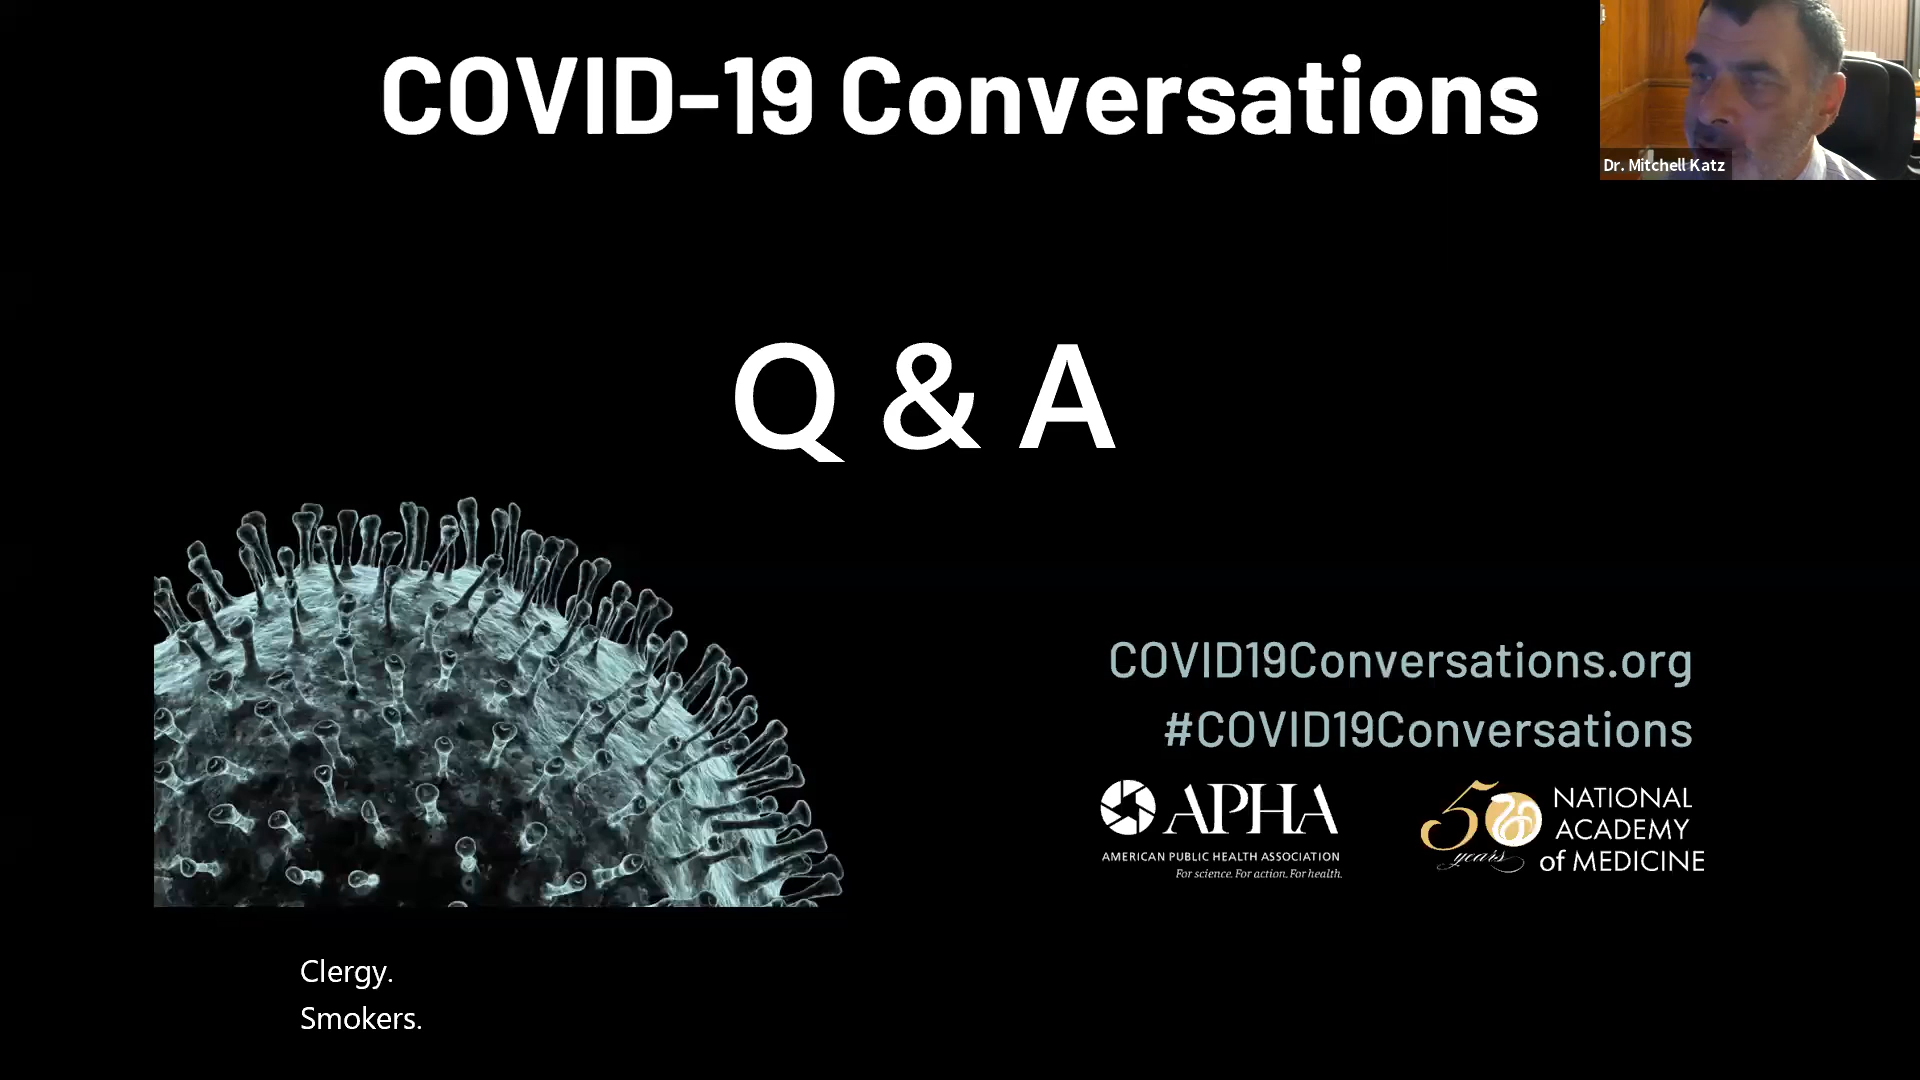 COVID-19 Conversations
Dr. Mitchell Katz
Q & A
COVID19Conversations.org
#COVID19Conversations
APHA
AMERICAN PUBLIC HEALTH ASSOCIATION
For science. For action. For health.
50
years
NATIONAL
ACADEMY
of MEDICINE
Clergy.
Smokers.